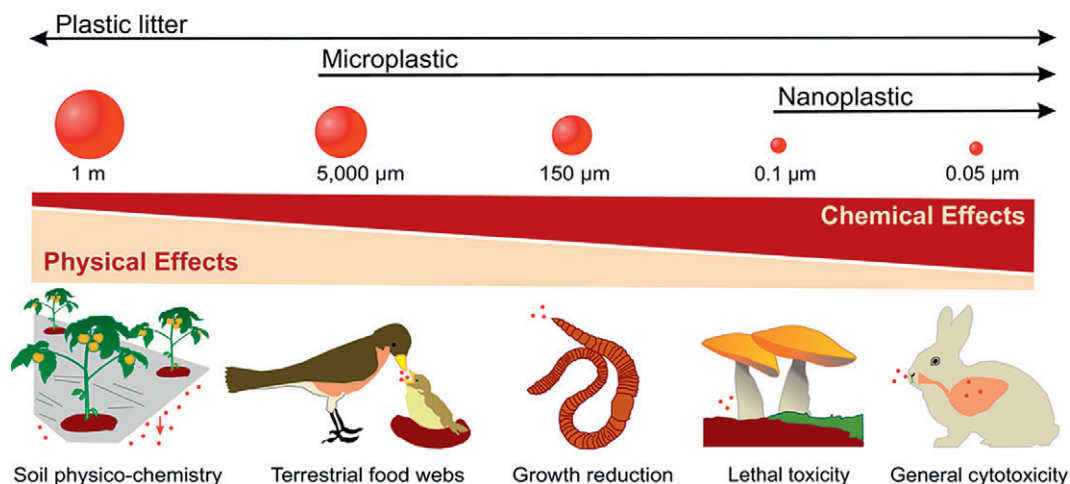 Plastic litter
Microplastic
Nanoplastic
1 m
5,000 µm
150 µm
0.1 µm
0.05 µm
Chemical Effects
Physical Effects
Soil physico-chemistry
Terrestrial food webs
Growth reduction
Lethal toxicity
General cytotoxicity